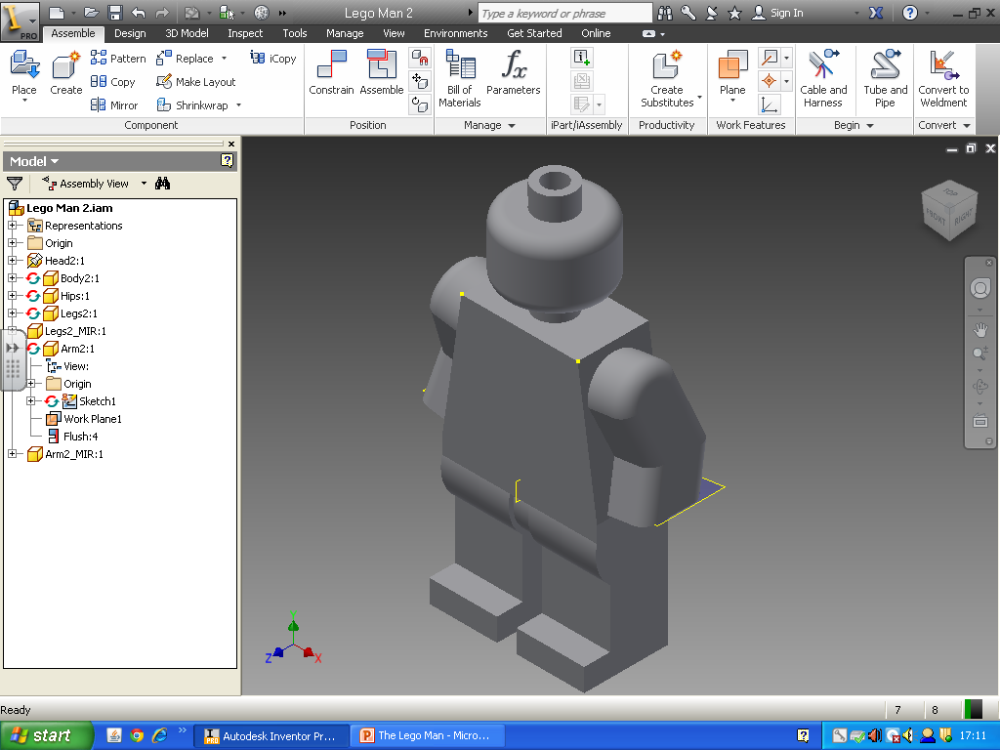 PRO
Lego Man 2
Type a keyword or phrase
Sign In
Assemble Design 3D Model Inspect Tools Manage View Environments Get Started Online
Place
Create
Pattern
Copy
Mirror
Replace
Make Layout
Shrinkwrap
iCopy
Component
Constrain
Assemble
Position
Bill of
Materials
Parameters
Manage
iPart/iAssembly
Create
Substitutes
Productivity
Plane
Work Features
Cable and
Harness
Tube and
Pipe
Begin
Convert to
Weldment
Convert
Model
Assembly View
Lego Man 2.iam
Representations
Origin
Head2:1
Body2:1
Hips:1
Legs2:1
Legs2_MIR:1
Arm2:1
View:
Origin
Sketch1
Work Plane1
Flush:4
Arm2_MIR:1
TOP
FRONT
RIGHT
Y
Z
X
Ready
7
8
start
Autodesk Inventor Pr...
The Lego Man - Micro...
17:11